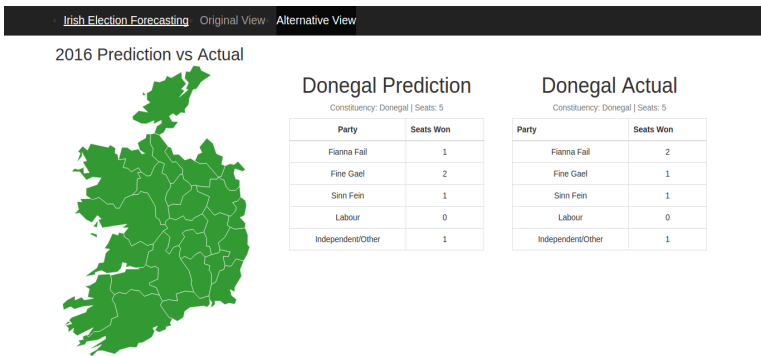 Irish Election Forecasting Original View Alternative View
2016 Prediction vs Actual
Donegal Prediction
Constituency: Donegal | Seats: 5
Party Seats Won
Fianna Fail 1
Fine Gael 2
Sinn Fein 1
Labour 0
Independent/Other 1
Donegal Actual
Constituency: Donegal | Seats: 5
Party Seats Won
Fianna Fail 2
Fine Gael 1
Sinn Fein 1
Labour 0
Independent/Other 1